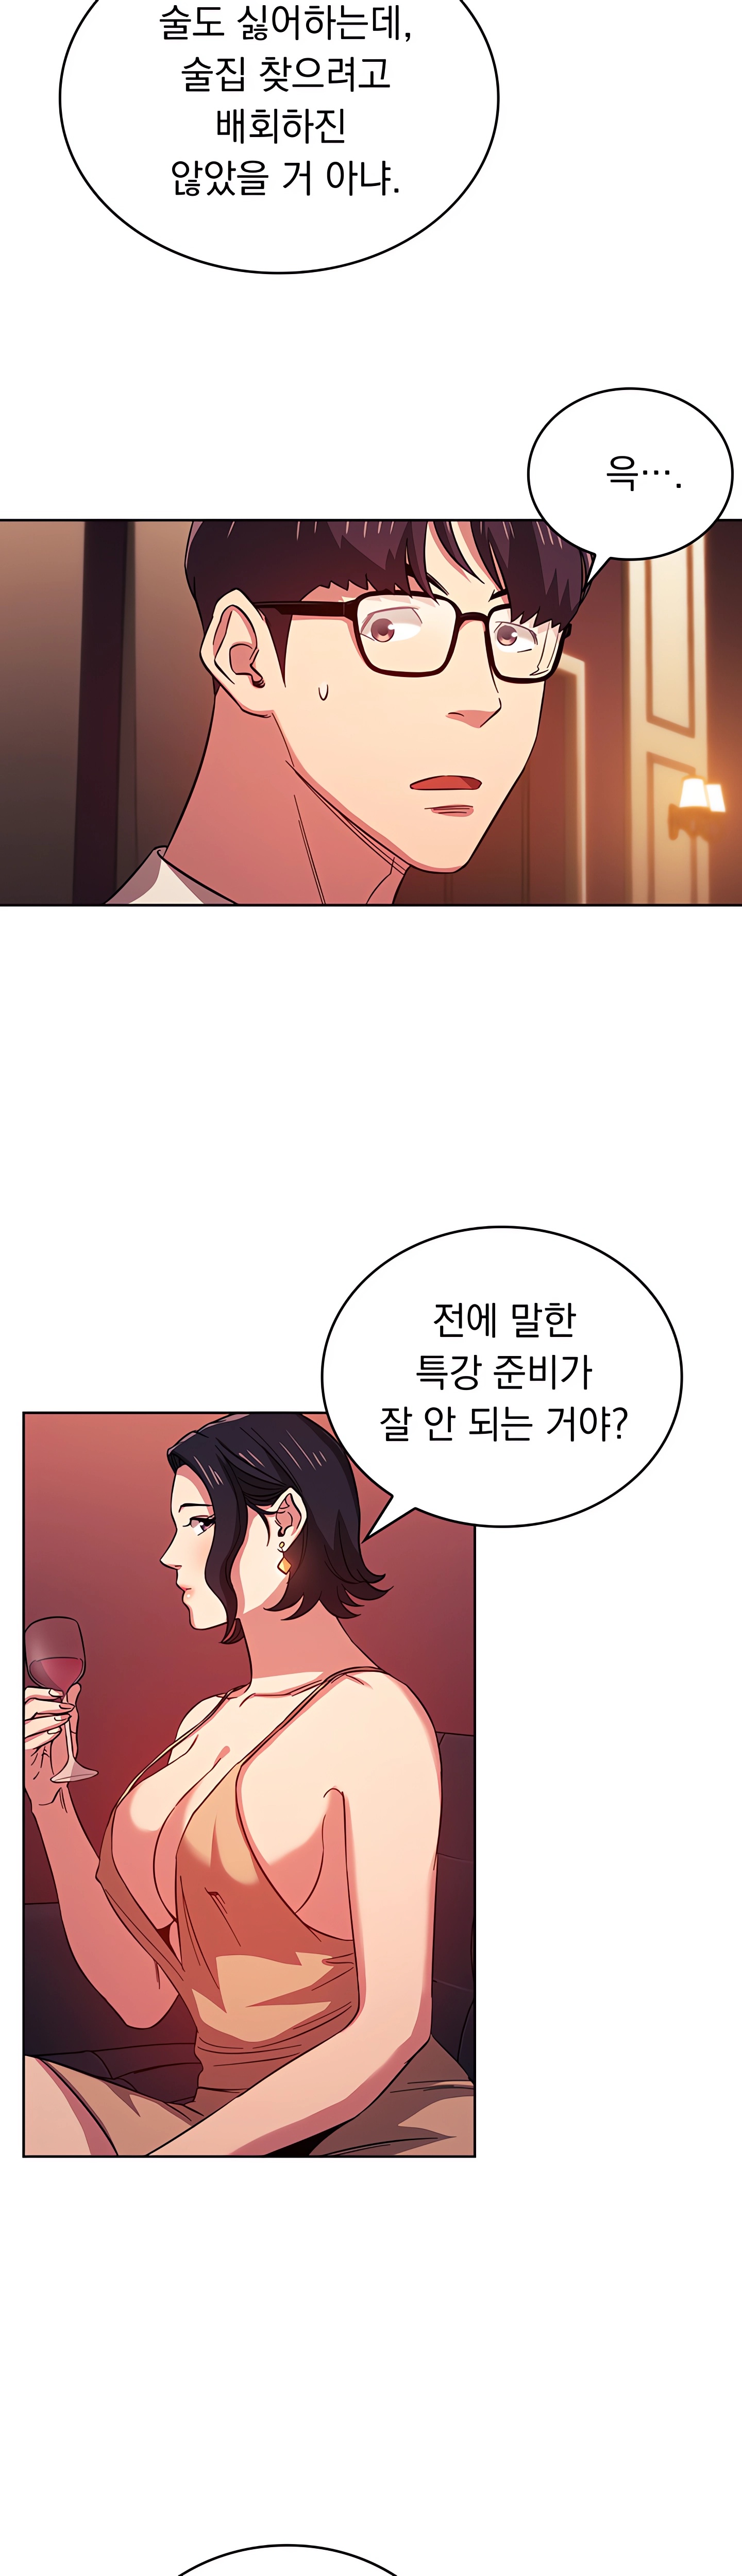 술도 싫어하는데,
술집 찾으려고
배회하진
않았을 거 아냐.
윽….
전에 말한
특강 준비가
잘 안 되는 거야?